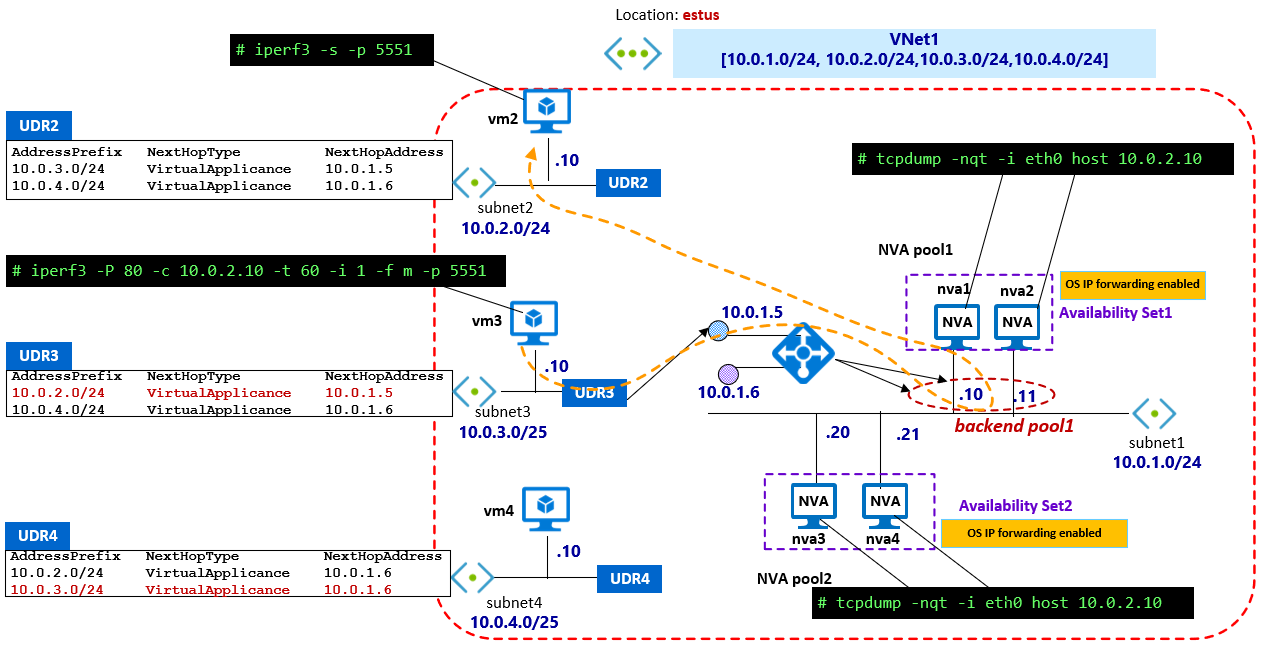 Location: estus
VNet1
[10.0.1.0/24, 10.0.2.0/24,10.0.3.0/24,10.0.4.0/24]
# iperf3 -s -p 5551
vm2
.10
UDR2
AddressPrefix NextHopType NextHopAddress
10.0.3.0/24 VirtualApplicance 10.0.1.5
10.0.4.0/24 VirtualApplicance 10.0.1.6
UDR2
subnet2
10.0.2.0/24
# tcpdump -nqt -i eth0 host 10.0.2.10
NVA pool1
nva1
nva2
NVA
NVA
OS IP forwarding enabled
Availability Set1
# iperf3 -P 80 -c 10.0.2.10 -t 60 -i 1 -f m -p 5551
vm3
.10
10.0.1.5
10.0.1.6
UDR3
AddressPrefix NextHopType NextHopAddress
10.0.2.0/24 VirtualApplicance 10.0.1.5
10.0.4.0/24 VirtualApplicance 10.0.1.6
UDR3
subnet3
10.0.3.0/25
.10
.11
backend pool1
subnet1
10.0.1.0/24
.20
.21
NVA
NVA
nva3
nva4
Availability Set2
OS IP forwarding enabled
NVA pool2
# tcpdump -nqt -i eth0 host 10.0.2.10
vm4
.10
UDR4
AddressPrefix NextHopType NextHopAddress
10.0.2.0/24 VirtualApplicance 10.0.1.6
10.0.3.0/24 VirtualApplicance 10.0.1.6
UDR4
subnet4
10.0.4.0/25